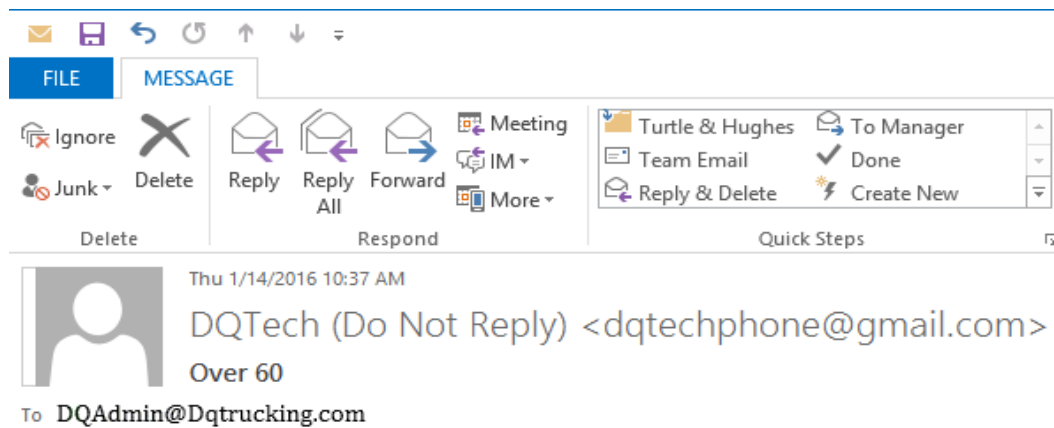 FILE MESSAGE
Ignore
Junk
Delete
Reply
Reply All
Forward
Meeting
IM
More
Turtle & Hughes
Team Email
Reply & Delete
To Manager
Done
Create New
Delete
Respond
Quick Steps
Thu 1/14/2016 10:37 AM
DQTech (Do Not Reply) <dqtechphone@gmail.com>
Over 60
To DQAdmin@Dqtrucking.com